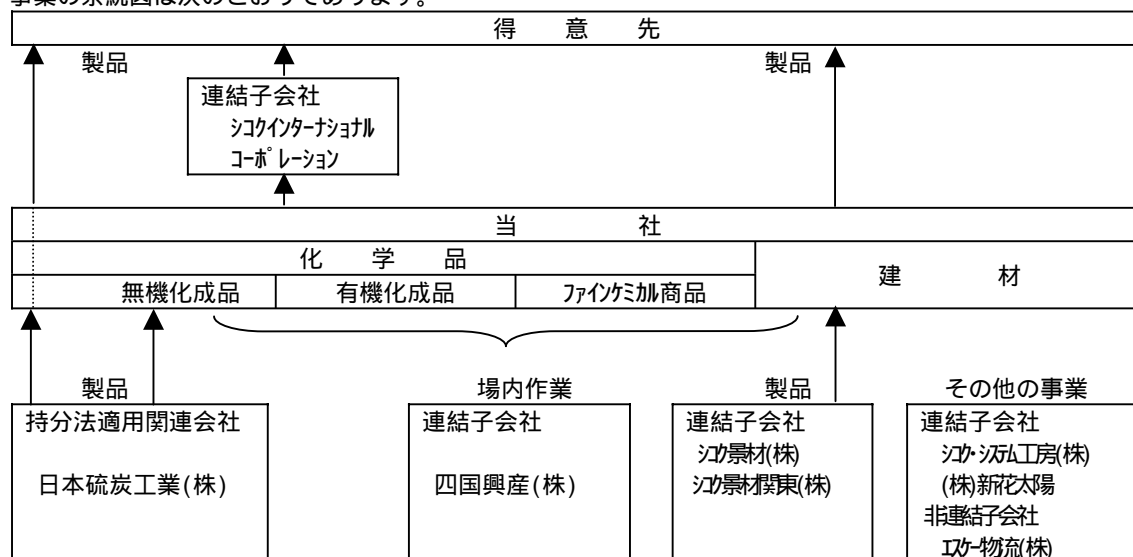 事業の系統図は次のとおりであります。
得意先
製品
製品
連結子会社
シコクインターナショナル
コーポレーション
当社
化学品
建材
無機化成品
有機化成品
ファインケミカル商品
製品
場内作業
製品
その他の事業
持分法適用関連会社
日本硫炭工業(株)
連結子会社
四国興産(株)
連結子会社
シコク景材(株)
シコク景材関東(株)
連結子会社
シコク・システム工房(株)
(株)新花太陽
非連結子会社
エスケー物流(株)